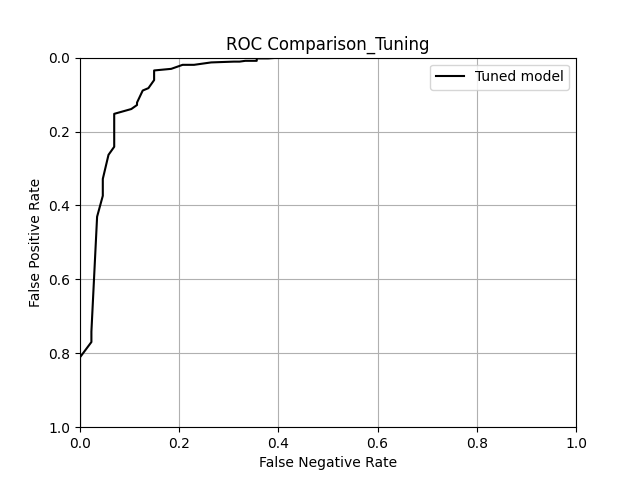 ROC Comparison_Tuning
Tuned model
False Positive Rate
0.0
0.2
0.4
0.6
0.8
1.0
0.0 0.2 0.4 0.6 0.8 1.0
False Negative Rate